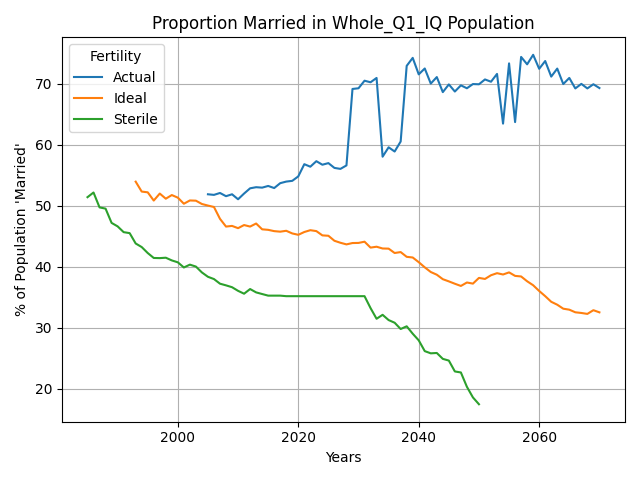 Proportion Married in Whole_Q1_IQ Population
Fertility
Actual
Ideal
Sterile
% of Population 'Married'
70
60
50
40
30
20
2000
2020
2040
2060
Years